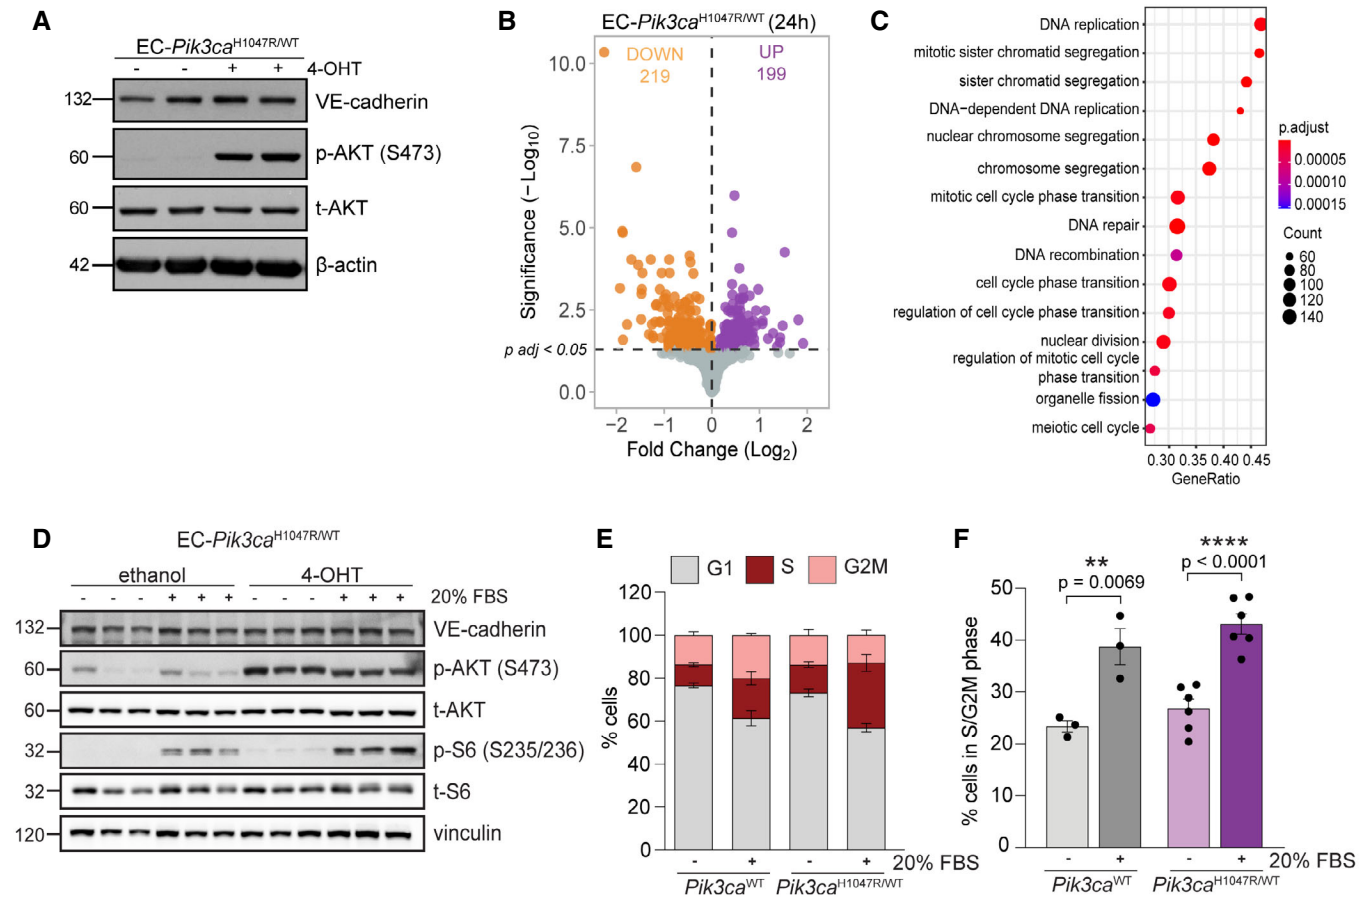 A
EC-Pik3caH1047R/WT
- - + + 4-OHT
132 VE-cadherin
60 p-AKT (S473)
60 t-AKT
42 β-actin
B
EC-Pik3caH1047R/WT (24h)
DOWN
219
UP
199
Significance (−Log10)
10.0
7.5
5.0
2.5
p adj < 0.05
0.0
−2 −1 0 1 2
Fold Change (Log2)
C
DNA replication
mitotic sister chromatid segregation
sister chromatid segregation
DNA−dependent DNA replication
nuclear chromosome segregation
chromosome segregation
mitotic cell cycle phase transition
DNA repair
DNA recombination
cell cycle phase transition
regulation of cell cycle phase transition
nuclear division
regulation of mitotic cell cycle
phase transition
organelle fission
meiotic cell cycle
0.30 0.35 0.40 0.45
GeneRatio
p.adjust
0.00005
0.00010
0.00015
Count
60
80
100
120
140
D
EC-Pik3caH1047R/WT
ethanol 4-OHT
- - - + + + - - - + + + 20% FBS
132 VE-cadherin
60 p-AKT (S473)
60 t-AKT
32 p-S6 (S235/236)
32 t-S6
120 vinculin
E
G1 S G2M
% cells
120
100
80
60
40
20
0
- + - + 20% FBS
Pik3caWT Pik3caH1047R/WT
F
**
p = 0.0069
****
p < 0.0001
% cells in S/G2M phase
50
40
30
20
10
0
- + - + 20% FBS
Pik3caWT Pik3caH1047R/WT